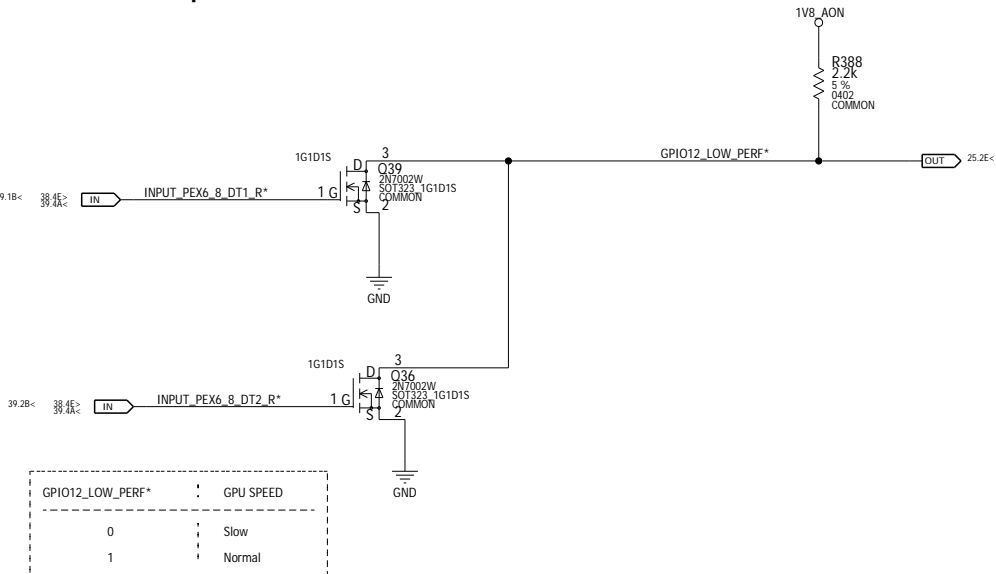 1V8_AON
R388
2.2k
5 %
0402
COMMON
GPIO12_LOW_PERF*
OUT
25.2E<
1G1D1S
D
3
Q39
2N7002W
SOT323_1G1D1S
COMMON
9.1B<
38.4E>
39.4A<
IN
INPUT_PEX6_8_DT1_R*
1 G
S
2
GND
1G1D1S
D
3
Q36
2N7002W
SOT323_1G1D1S
COMMON
39.2B<
38.4E>
39.4A<
IN
INPUT_PEX6_8_DT2_R*
1 G
S
2
GND
GPIO12_LOW_PERF* GPU SPEED
0 Slow
1 Normal